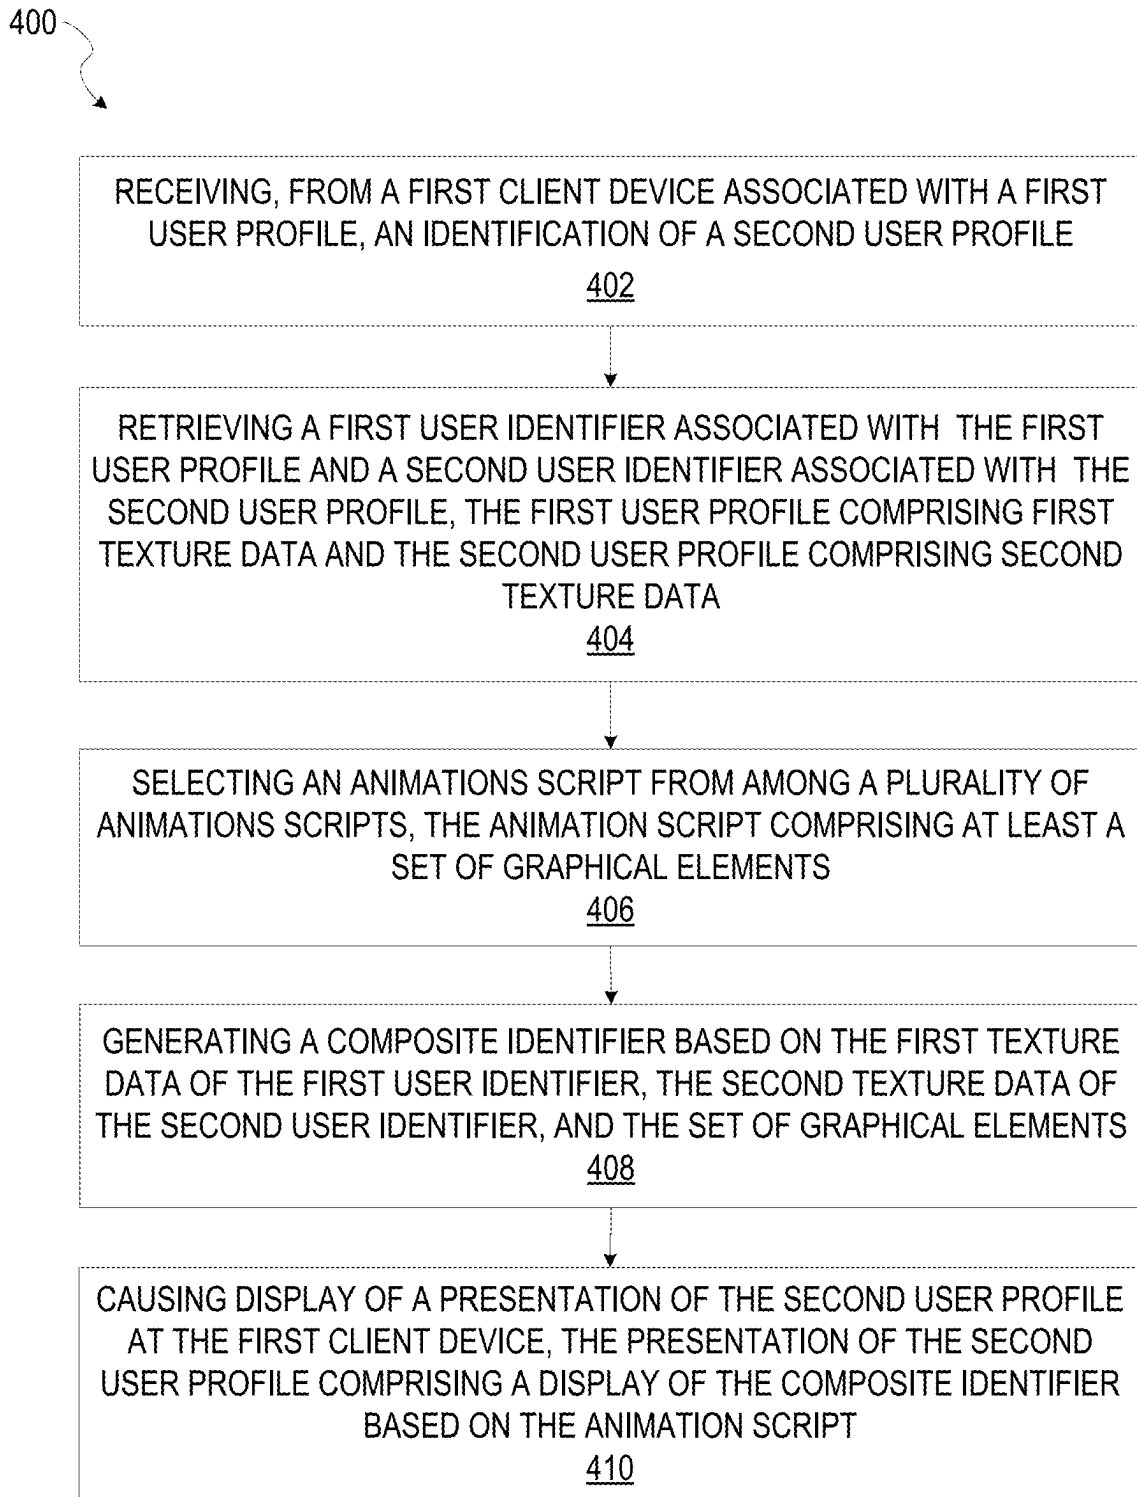 400
RECEIVING, FROM A FIRST CLIENT DEVICE ASSOCIATED WITH A FIRST
USER PROFILE, AN IDENTIFICATION OF A SECOND USER PROFILE
402
RETRIEVING A FIRST USER IDENTIFIER ASSOCIATED WITH THE FIRST
USER PROFILE AND A SECOND USER IDENTIFIER ASSOCIATED WITH THE
SECOND USER PROFILE, THE FIRST USER PROFILE COMPRISING FIRST
TEXTURE DATA AND THE SECOND USER PROFILE COMPRISING SECOND
TEXTURE DATA
404
SELECTING AN ANIMATIONS SCRIPT FROM AMONG A PLURALITY OF
ANIMATIONS SCRIPTS, THE ANIMATION SCRIPT COMPRISING AT LEAST A
SET OF GRAPHICAL ELEMENTS
406
GENERATING A COMPOSITE IDENTIFIER BASED ON THE FIRST TEXTURE
DATA OF THE FIRST USER IDENTIFIER, THE SECOND TEXTURE DATA OF
THE SECOND USER IDENTIFIER, AND THE SET OF GRAPHICAL ELEMENTS
408
CAUSING DISPLAY OF A PRESENTATION OF THE SECOND USER PROFILE
AT THE FIRST CLIENT DEVICE, THE PRESENTATION OF THE SECOND
USER PROFILE COMPRISING A DISPLAY OF THE COMPOSITE IDENTIFIER
BASED ON THE ANIMATION SCRIPT
410